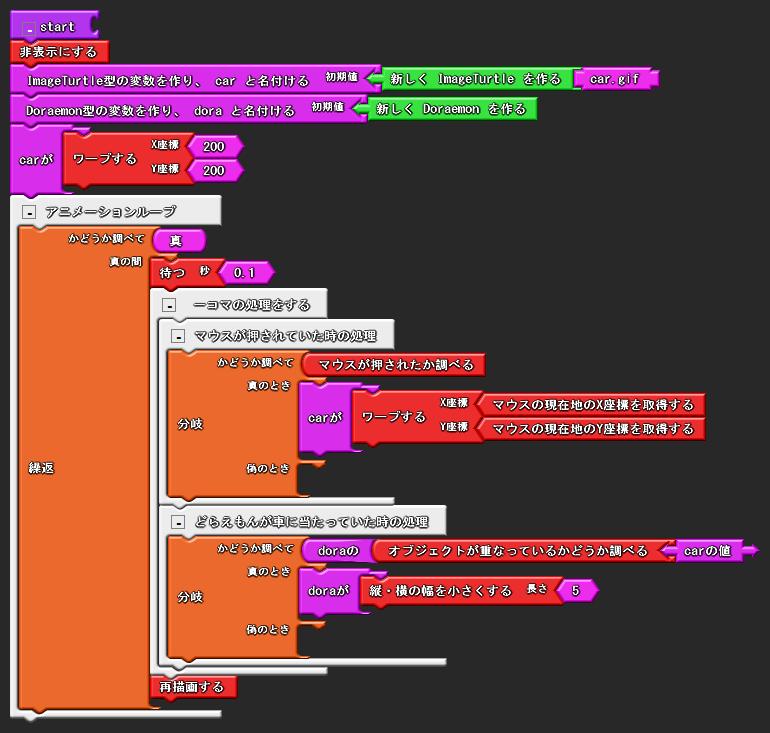 start
非表示にする
ImageTurtle型の変数を作り、 car と名付ける 初期値 新しく ImageTurtle を作る car.gif
Doraemon型の変数を作り、 dora と名付ける 初期値 新しく Doraemon を作る
carが ワープする X座標 200
Y座標 200
アニメーションループ
かどうか調べて 真
真の間
待つ 秒 0.1
一コマの処理をする
マウスが押されていた時の処理
かどうか調べて マウスが押されたか調べる
真のとき
分岐 carが ワープする X座標 マウスの現在地のX座標を取得する
Y座標 マウスの現在地のY座標を取得する
繰返
偽のとき
どらえもんが車に当たっていた時の処理
かどうか調べて doraの オブジェクトが重なっているかどうか調べる carの値
真のとき
分岐 doraが 縦・横の幅を小さくする 長さ 5
偽のとき
再描画する